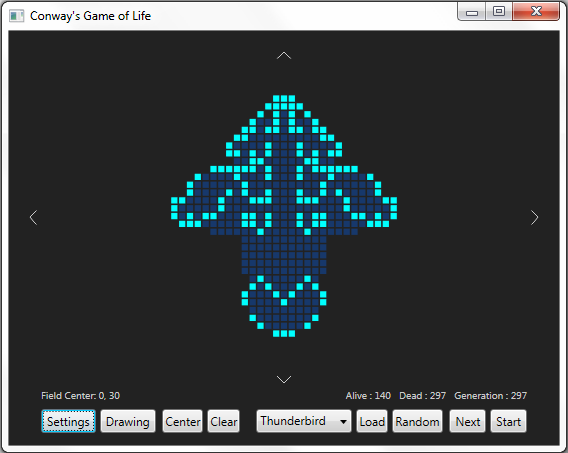 Conway's Game of Life
Field Center: 0, 30 Alive : 140 Dead : 297 Generation : 297
Settings Drawing Center Clear Thunderbird Load Random Next Start